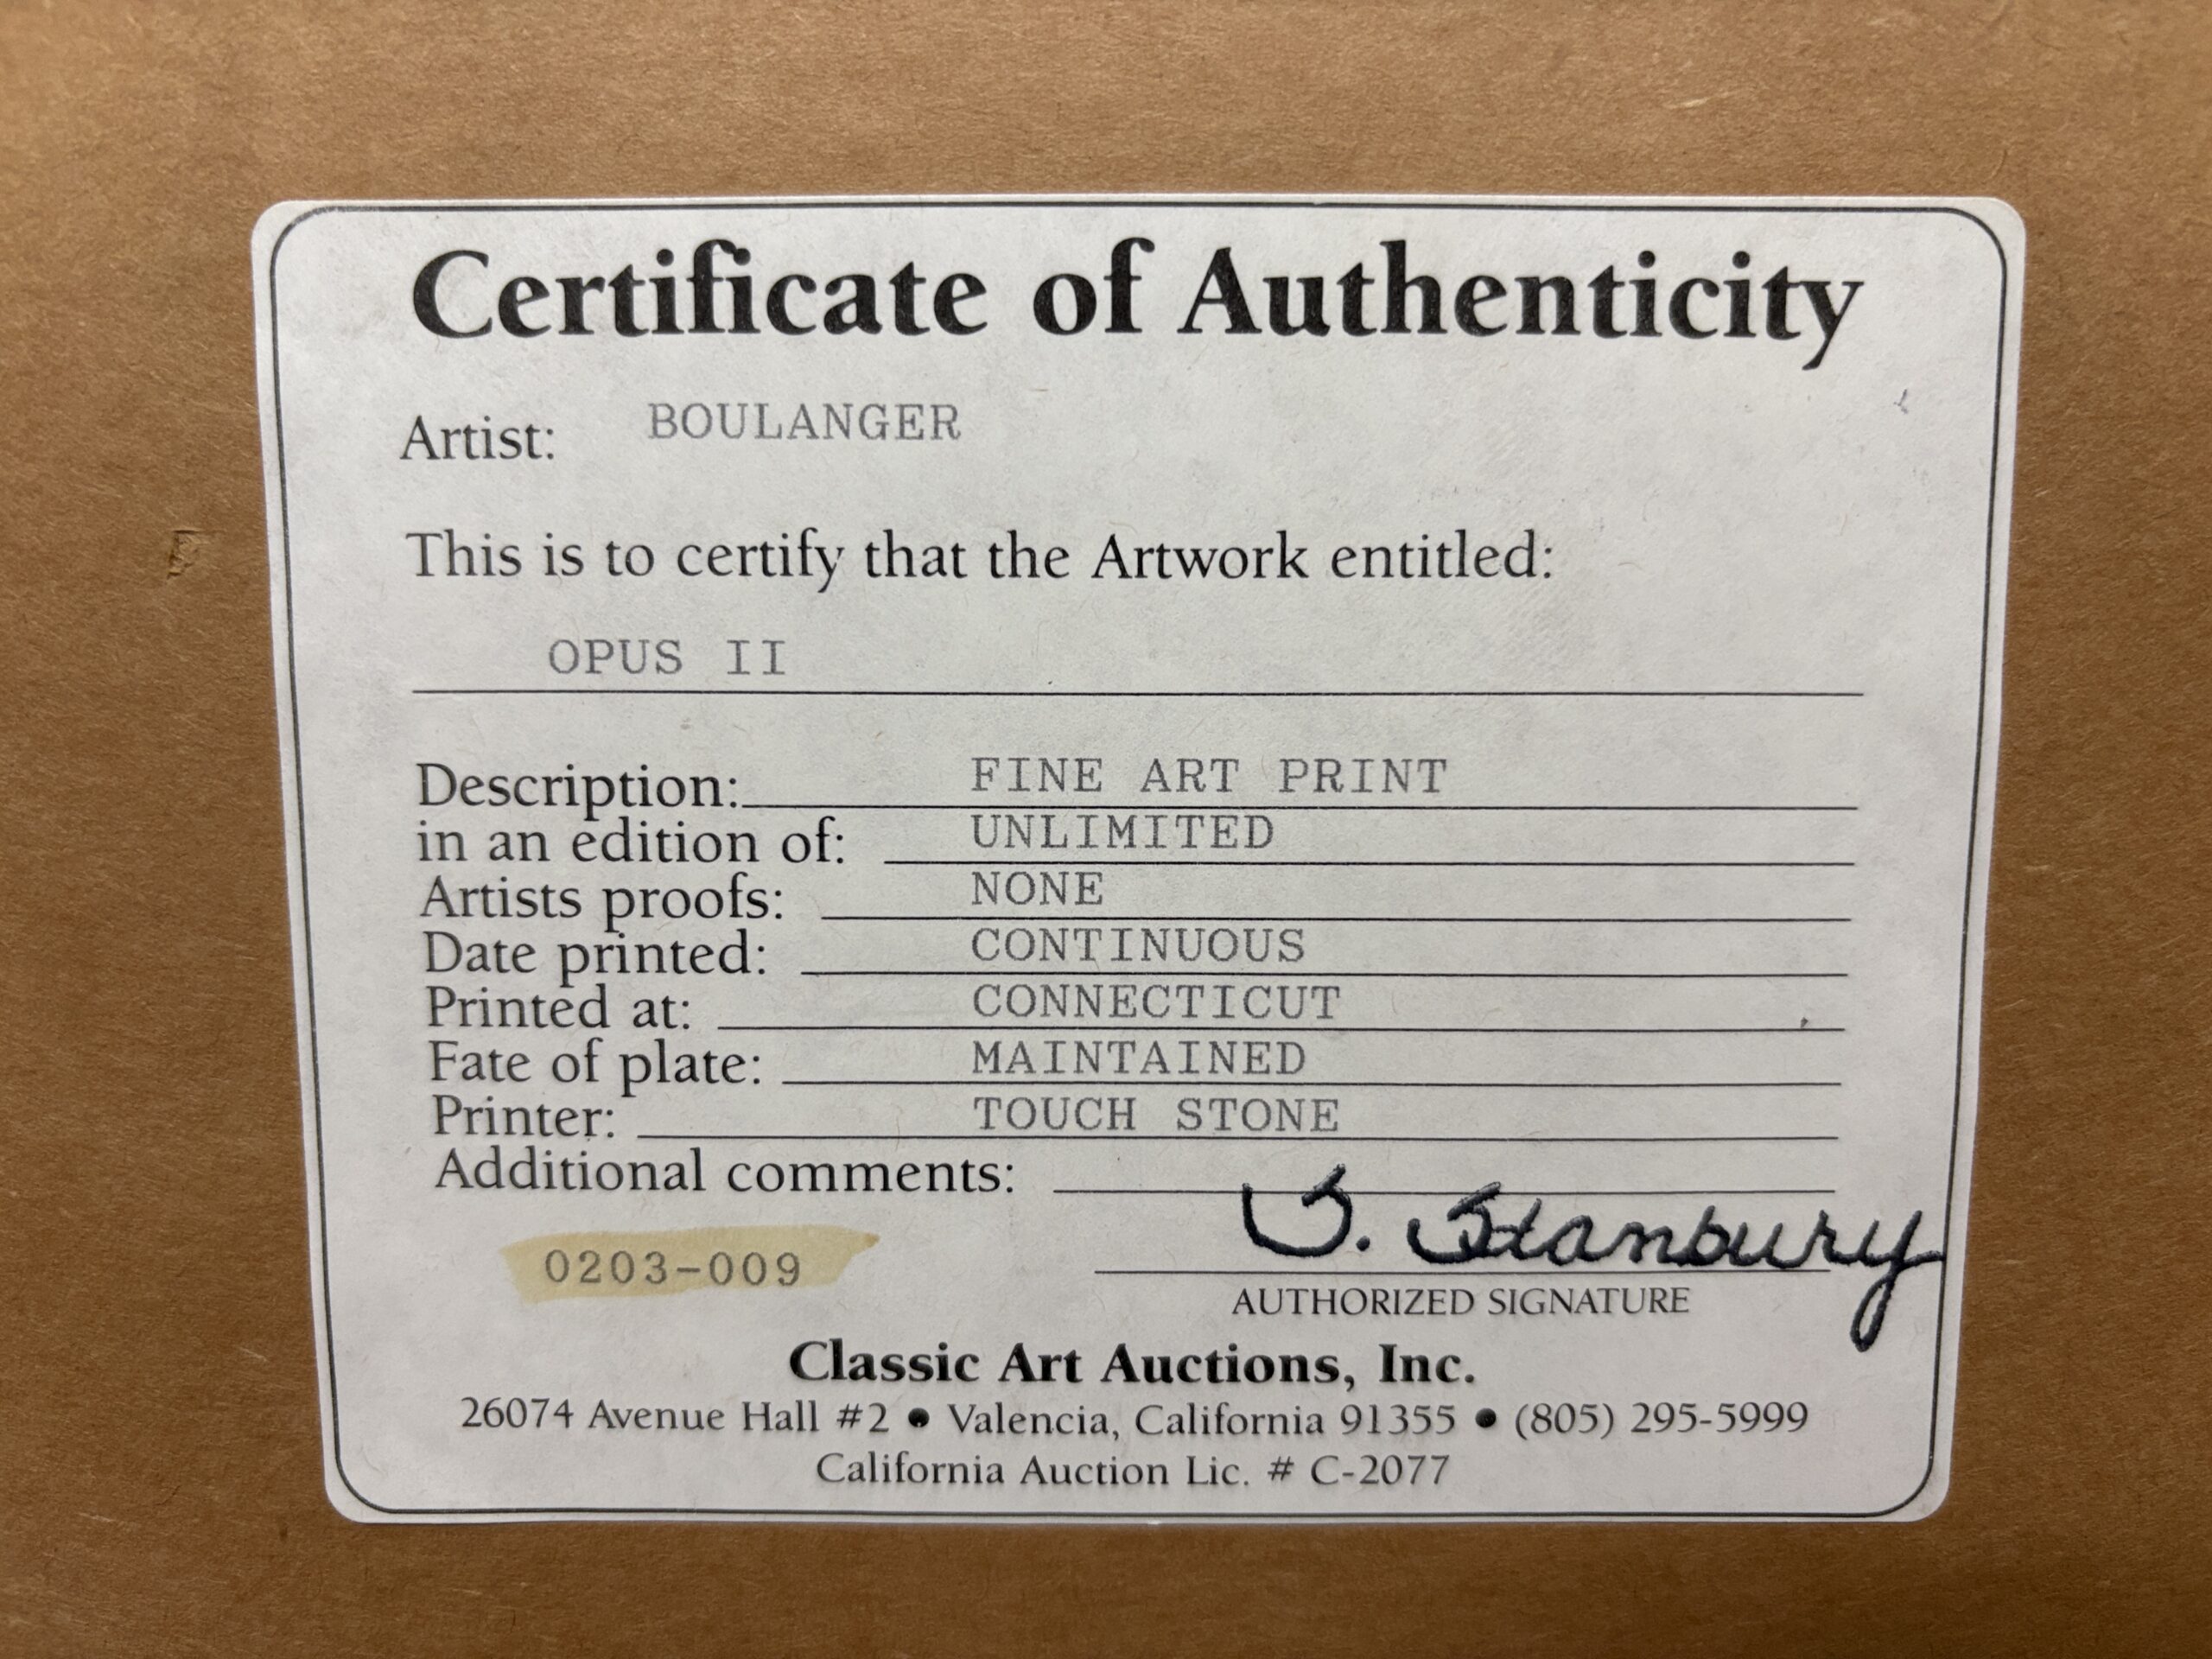 Certificate of Authenticity
Artist: BOULANGER
This is to certify that the Artwork entitled:
OPUS II
Description: FINE ART PRINT
in an edition of: UNLIMITED
Artists proofs: NONE
Date printed: CONTINUOUS
Printed at: CONNECTICUT
Fate of plate: MAINTAINED
Printer: TOUCH STONE
Additional comments:
S. Stanbury
0203-009
AUTHORIZED SIGNATURE
Classic Art Auctions, Inc.
26074 Avenue Hall #2 • Valencia, California 91355 • (805) 295-5999
California Auction Lic. # C-2077